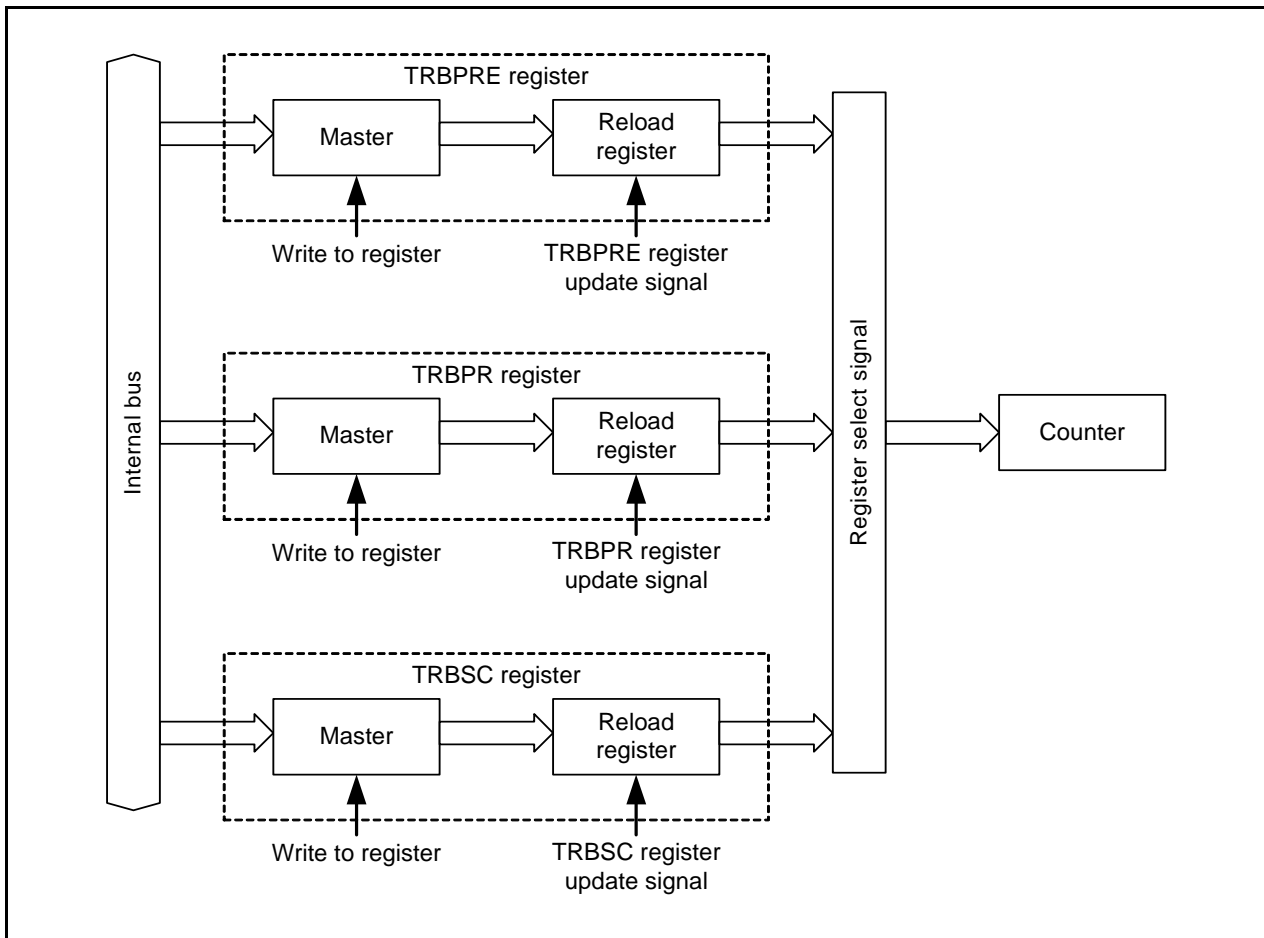 TRBPRE register
Master
Reload
register
Write to register
TRBPRE register
update signal
Internal bus
TRBPR register
Master
Reload
register
Write to register
TRBPR register
update signal
Register select signal
Counter
TRBSC register
Master
Reload
register
Write to register
TRBSC register
update signal